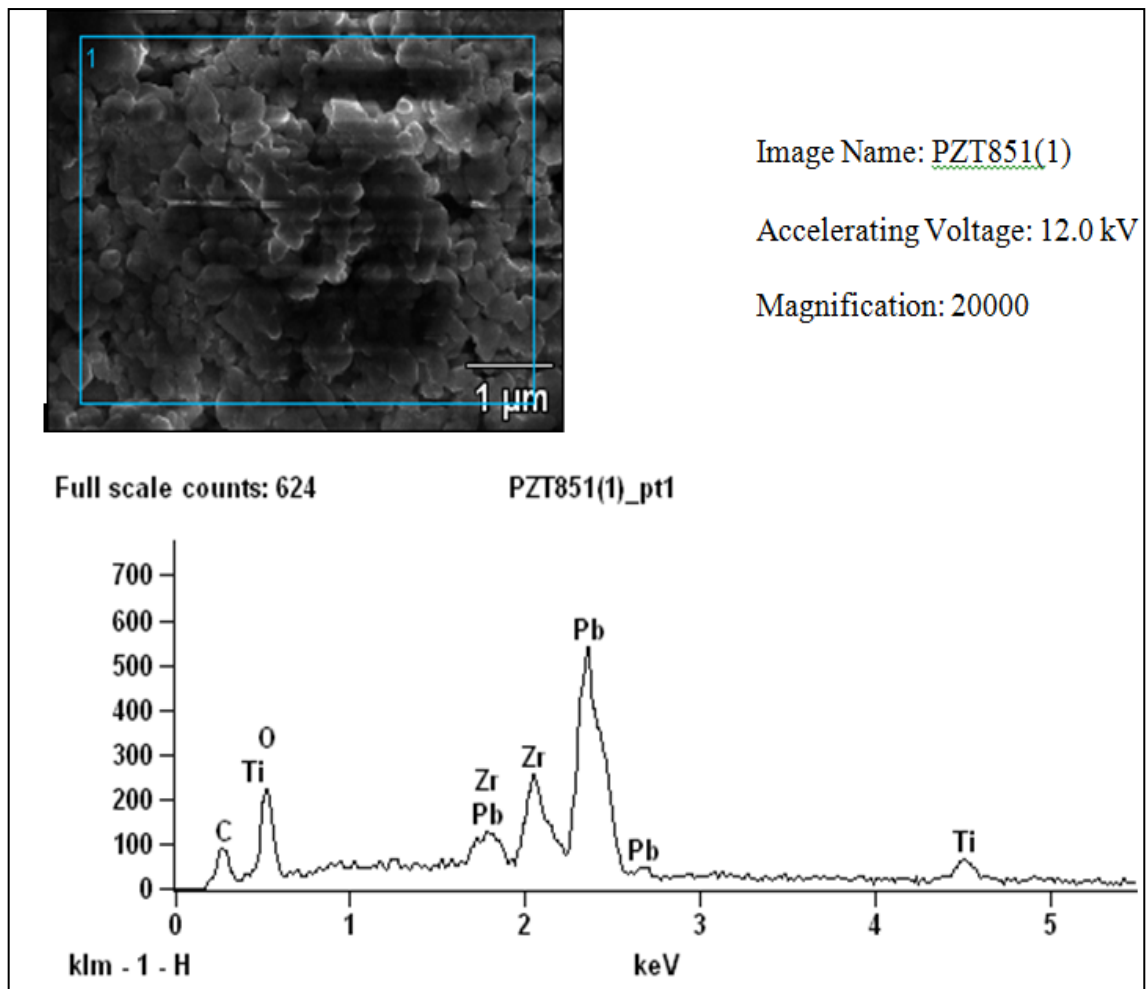 1
1 µm
Image Name: PZT851(1)
Accelerating Voltage: 12.0 kV
Magnification: 20000
Full scale counts: 624
PZT851(1)_pt1
700
600
500
400
300
200
100
0
C
O
Ti
Zr
Pb
Zr
Pb
Pb
Ti
0
1
2
3
4
5
klm - 1 - H
keV